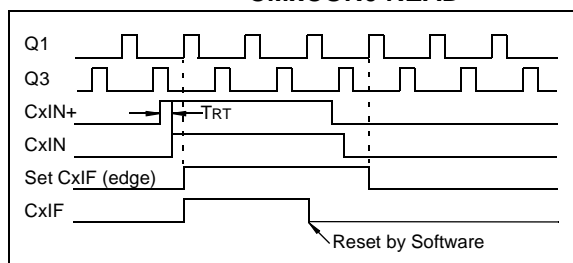 Q1
Q3
CxIN+
TRT
CxIN
Set CxIF (edge)
CxIF
Reset by Software